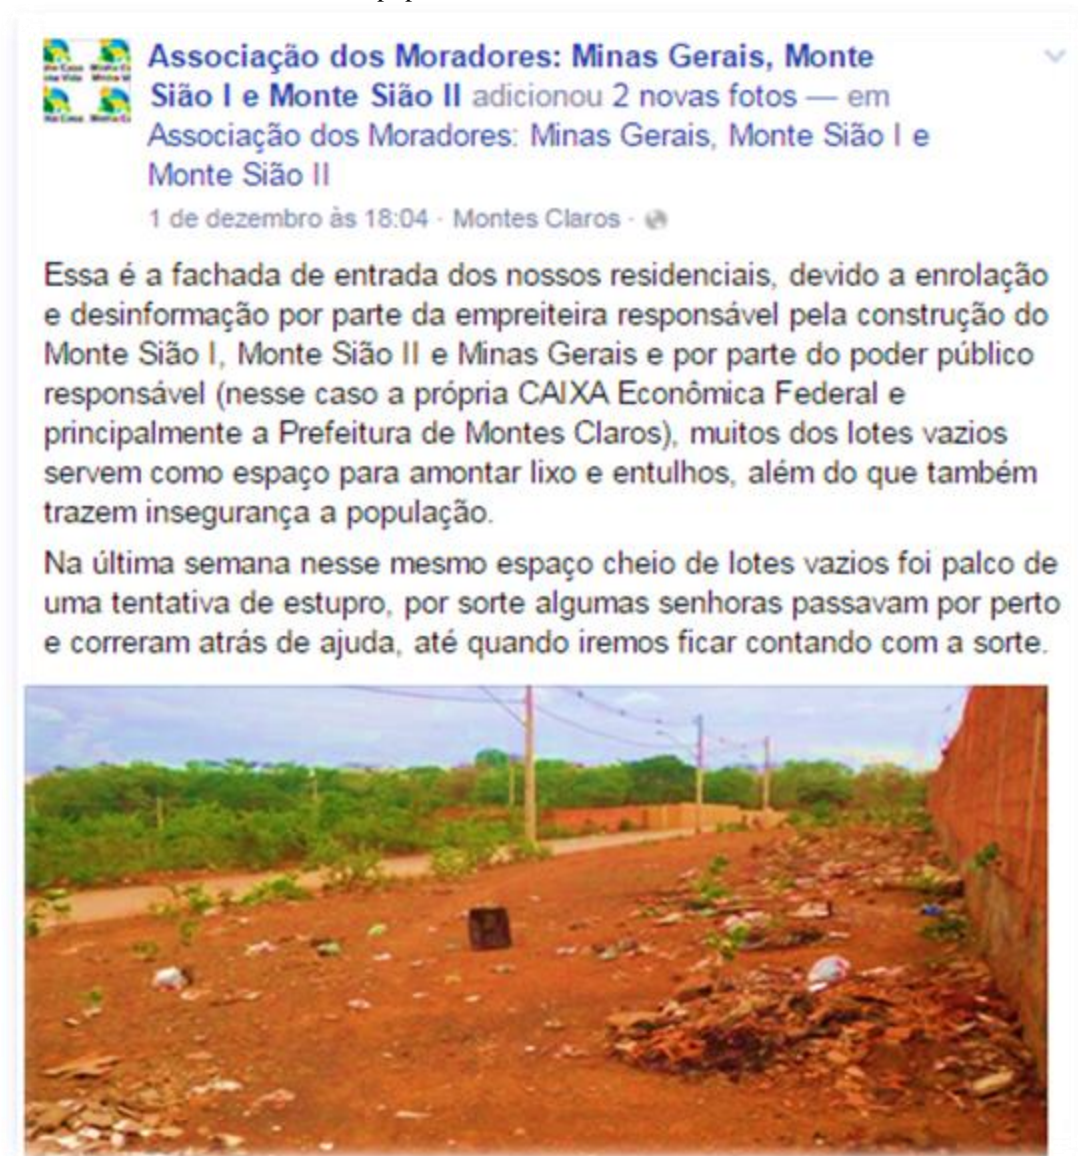 Associação dos Moradores: Minas Gerais, Monte
Sião I e Monte Sião II adicionou 2 novas fotos — em
Associação dos Moradores: Minas Gerais, Monte Sião I e
Monte Sião II
1 de dezembro às 18:04 · Montes Claros ·
Essa é a fachada de entrada dos nossos residenciais, devido a enrolação
e desinformação por parte da empreiteira responsável pela construção do
Monte Sião I, Monte Sião II e Minas Gerais e por parte do poder público
responsável (nesse caso a própria CAIXA Econômica Federal e
principalmente a Prefeitura de Montes Claros), muitos dos lotes vazios
servem como espaço para amontar lixo e entulhos, além do que também
trazem insegurança a população.
Na última semana nesse mesmo espaço cheio de lotes vazios foi palco de
uma tentativa de estupro, por sorte algumas senhoras passavam por perto
e correram atrás de ajuda, até quando iremos ficar contando com a sorte.